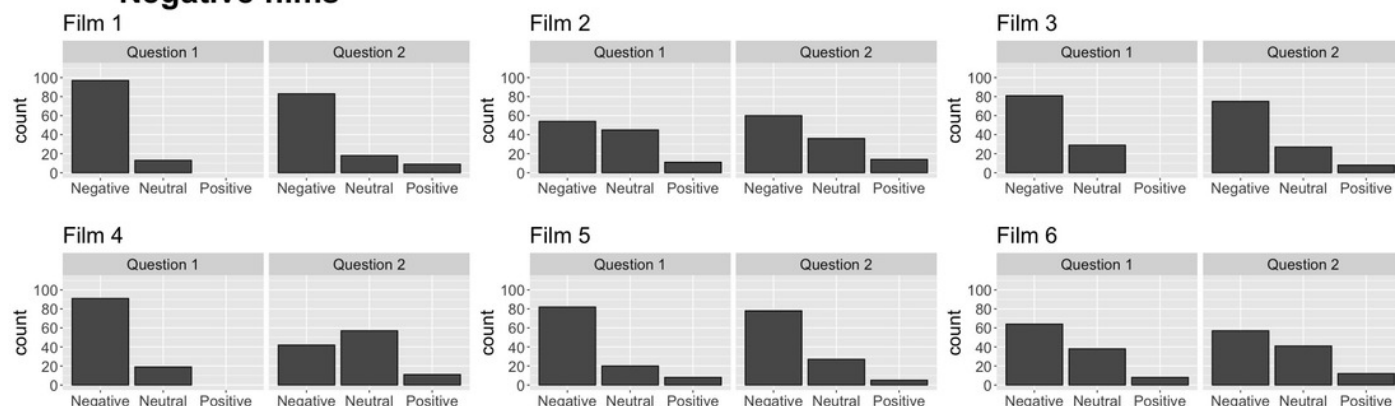 Negative films
Film 1
Question 1
Question 2
count
100
80
60
40
20
0
Negative Neutral Positive
Negative Neutral Positive
Film 2
Question 1
Question 2
count
100
80
60
40
20
0
Negative Neutral Positive
Negative Neutral Positive
Film 3
Question 1
Question 2
count
100
80
60
40
20
0
Negative Neutral Positive
Negative Neutral Positive
Film 4
Question 1
Question 2
count
100
80
60
40
20
0
Negative Neutral Positive
Negative Neutral Positive
Film 5
Question 1
Question 2
count
100
80
60
40
20
0
Negative Neutral Positive
Negative Neutral Positive
Film 6
Question 1
Question 2
count
100
80
60
40
20
0
Negative Neutral Positive
Negative Neutral Positive